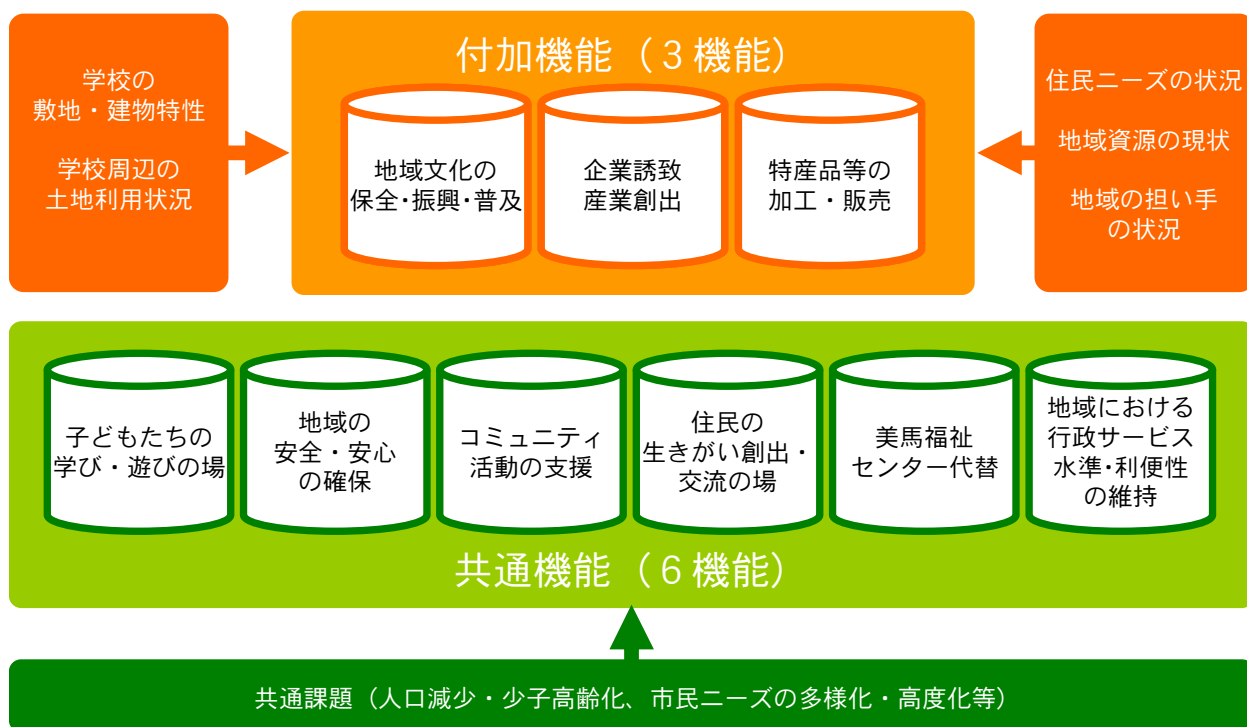 付加機能（３機能）
学校の
敷地・建物特性
学校周辺の
土地利用状況
地域文化の
保全・振興・普及
企業誘致
産業創出
特産品等の
加工・販売
住民ニーズの状況
地域資源の現状
地域の担い手
の状況
子どもたちの
学び・遊びの場
地域の
安全・安心
の確保
コミュニティ
活動の支援
住民の
生きがい創出・
交流の場
美馬福祉
センター代替
地域における
行政サービス
水準・利便性
の維持
共通機能（６機能）
共通課題（人口減少・少子高齢化、市民ニーズの多様化・高度化等）